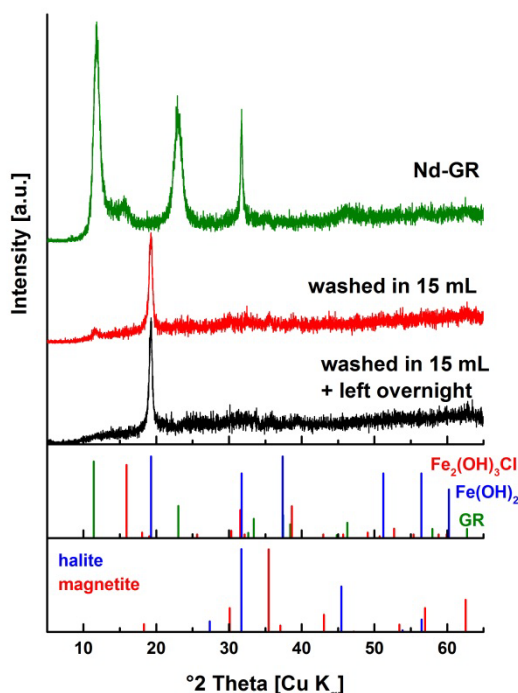 Intensity [a.u.]
Nd-GR
washed in 15 mL
washed in 15 mL
+ left overnight
Fe₂(OH)₃Cl
Fe(OH)₂
GR
halite
magnetite
10 20 30 40 50 60
°2 Theta [Cu Kₐ]